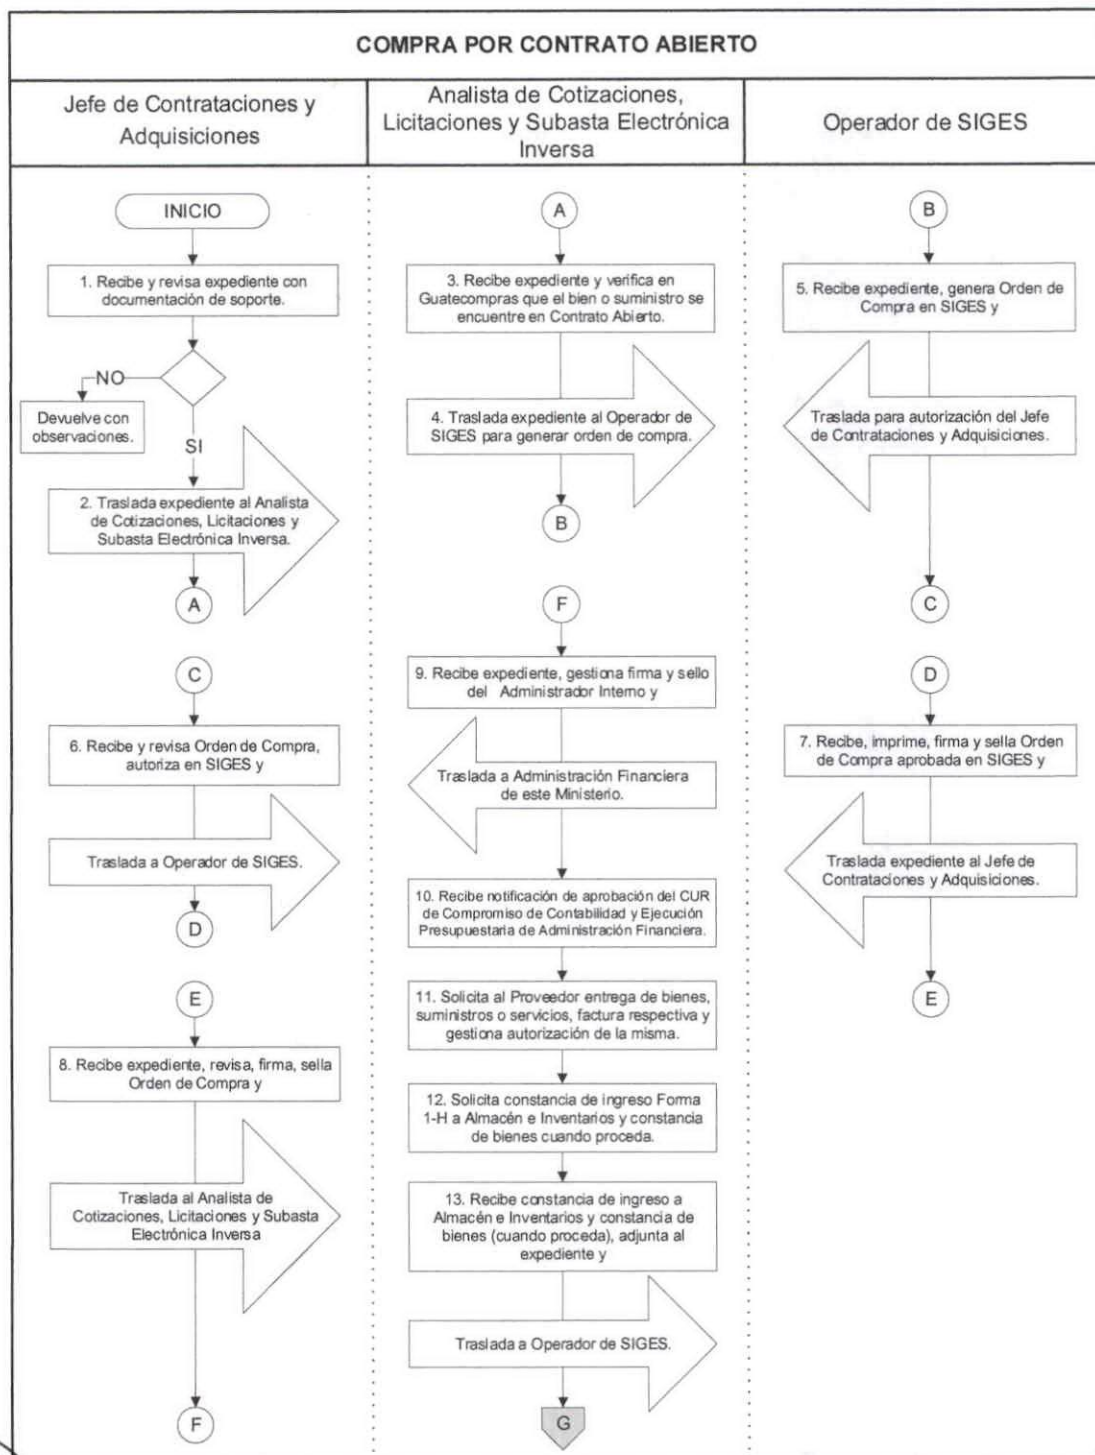 COMPRA POR CONTRATO ABIERTO
Jefe de Contrataciones y
Adquisiciones
Analista de Cotizaciones,
Licitaciones y Subasta Electrónica
Inversa
Operador de SIGES
INICIO
1. Recibe y revisa expediente con
documentación de soporte.
NO
Devuelve con
observaciones.
SI
2. Traslada expediente al Analista
de Cotizaciones, Licitaciones y
Subasta Electrónica Inversa.
A
C
6. Recibe y revisa Orden de Compra,
autoriza en SIGES y
Traslada a Operador de SIGES.
D
E
8. Recibe expediente, revisa, firma, sella
Orden de Compra y
Traslada al Analista de
Cotizaciones, Licitaciones y Subasta
Electrónica Inversa
F
A
3. Recibe expediente y verifica en
Guatecompras que el bien o suministro se
encuentre en Contrato Abierto.
4. Traslada expediente al Operador de
SIGES para generar orden de compra.
B
F
9. Recibe expediente, gestiona firma y sello
del Administrador Interno y
Traslada a Administración Financiera
de este Ministerio.
10. Recibe notificación de aprobación del CUR
de Compromiso de Contabilidad y Ejecución
Presupuestaria de Administración Financiera.
11. Solicita al Proveedor entrega de bienes,
suministros o servicios, factura respectiva y
gestiona autorización de la misma.
12. Solicita constancia de ingreso Forma
1-H a Almacén e Inventarios y constancia
de bienes cuando proceda.
13. Recibe constancia de ingreso a
Almacén e Inventarios y constancia de
bienes (cuando proceda), adjunta al
expediente y
Traslada a Operador de SIGES.
G
B
5. Recibe expediente, genera Orden de
Compra en SIGES y
Traslada para autorización del Jefe
de Contrataciones y Adquisiciones.
C
D
7. Recibe, imprime, firma y sella Orden
de Compra aprobada en SIGES y
Traslada expediente al Jefe de
Contrataciones y Adquisiciones.
E